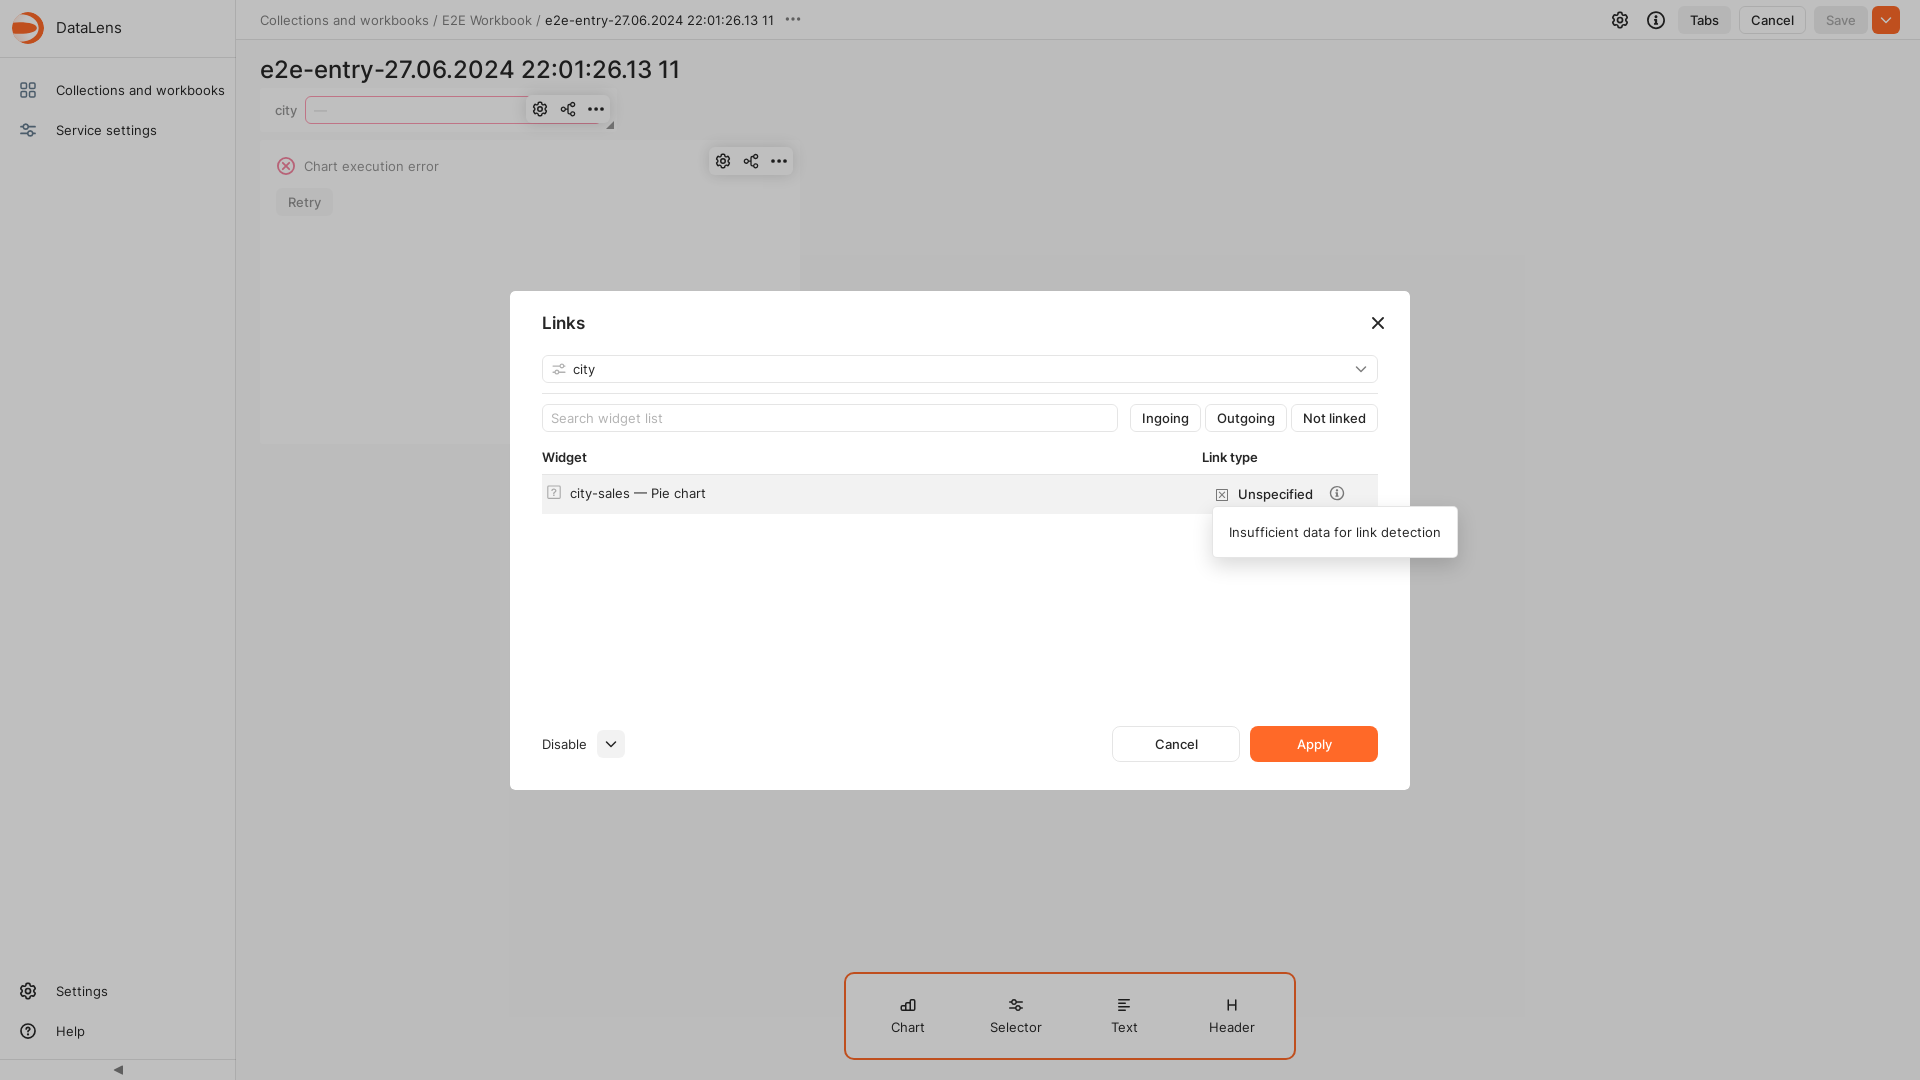 DataLens
Collections and workbooks / E2E Workbook / e2e-entry-27.06.2024 22:01:26.13 11
Tabs
Cancel
Save
e2e-entry-27.06.2024 22:01:26.13 11
Collections and workbooks
Service settings
city
—
Chart execution error
Retry
Links
city
Search widget list
Ingoing
Outgoing
Not linked
Widget
Link type
city-sales — Pie chart
Unspecified
Insufficient data for link detection
Disable
Cancel
Apply
Settings
Help
Chart
Selector
Text
H
Header